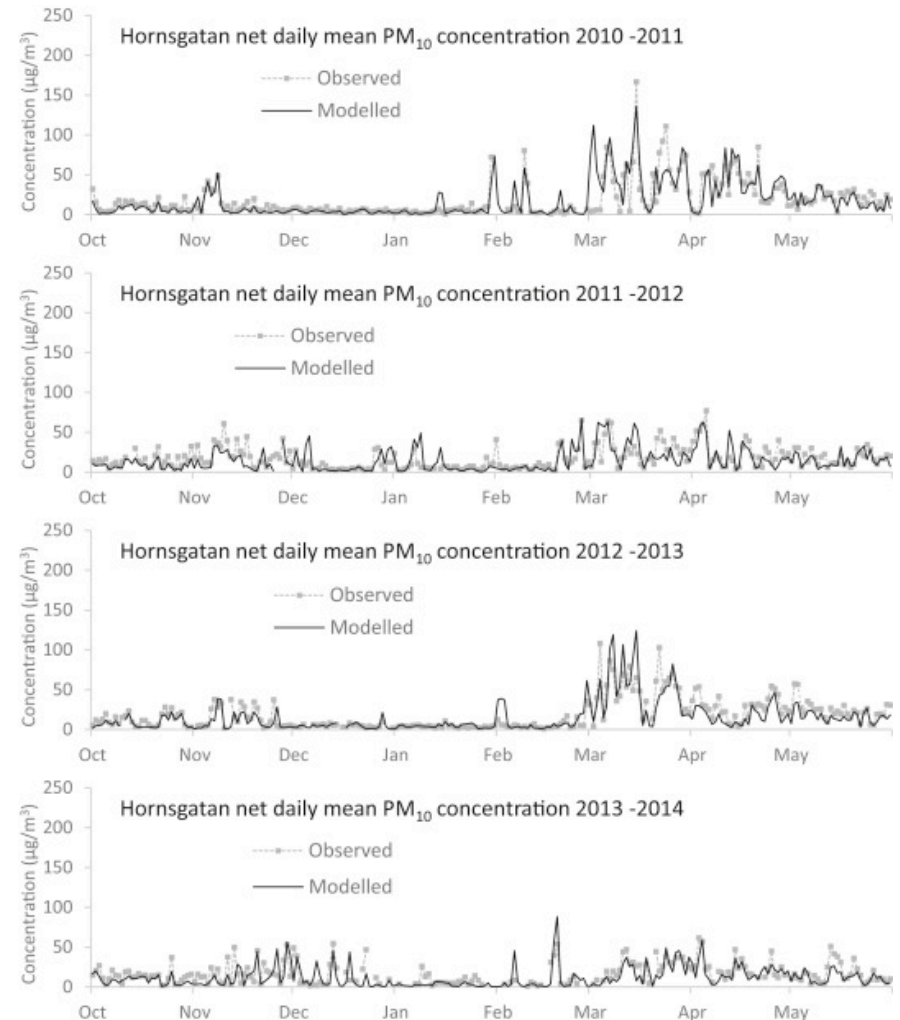 Hornsgatan net daily mean PM₁₀ concentration 2010 -2011
Observed
Modelled
Concentration (µg/m³)
250
200
150
100
50
0
Oct Nov Dec Jan Feb Mar Apr May
Hornsgatan net daily mean PM₁₀ concentration 2011 -2012
Observed
Modelled
Concentration (µg/m³)
250
200
150
100
50
0
Oct Nov Dec Jan Feb Mar Apr May
Hornsgatan net daily mean PM₁₀ concentration 2012 -2013
Observed
Modelled
Concentration (µg/m³)
250
200
150
100
50
0
Oct Nov Dec Jan Feb Mar Apr May
Hornsgatan net daily mean PM₁₀ concentration 2013 -2014
Observed
Modelled
Concentration (µg/m³)
250
200
150
100
50
0
Oct Nov Dec Jan Feb Mar Apr May